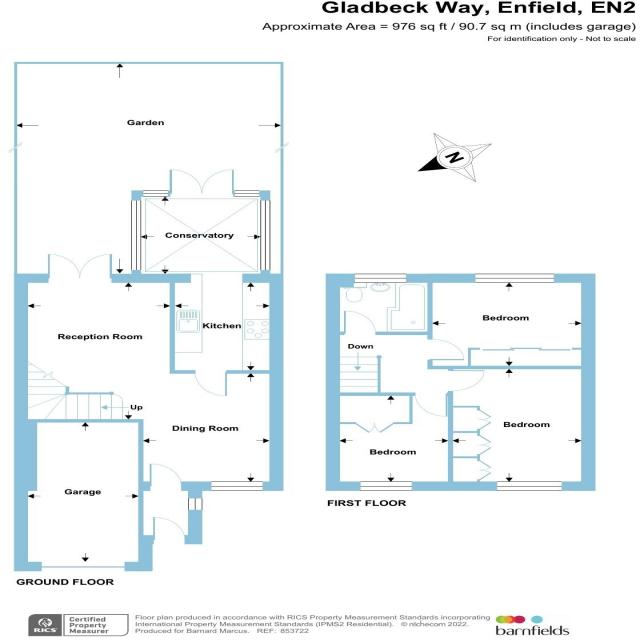 Gladbeck Way, Enfield, EN2
Approximate Area = 976 sq ft / 90.7 sq m (includes garage)
For identification only - Not to scale
Garden
N
Conservatory
Reception Room
Kitchen
Up
Dining Room
Garage
GROUND FLOOR
Bedroom
Down
Bedroom
Bedroom
FIRST FLOOR
RICS
Certified
Property
Measurer
Floor plan produced in accordance with RICS Property Measurement Standards incorporating
International Property Measurement Standards (IPMS2 Residential). © ntchecom 2022.
Produced for Barnard Marcus. REF: 853722
barnfields